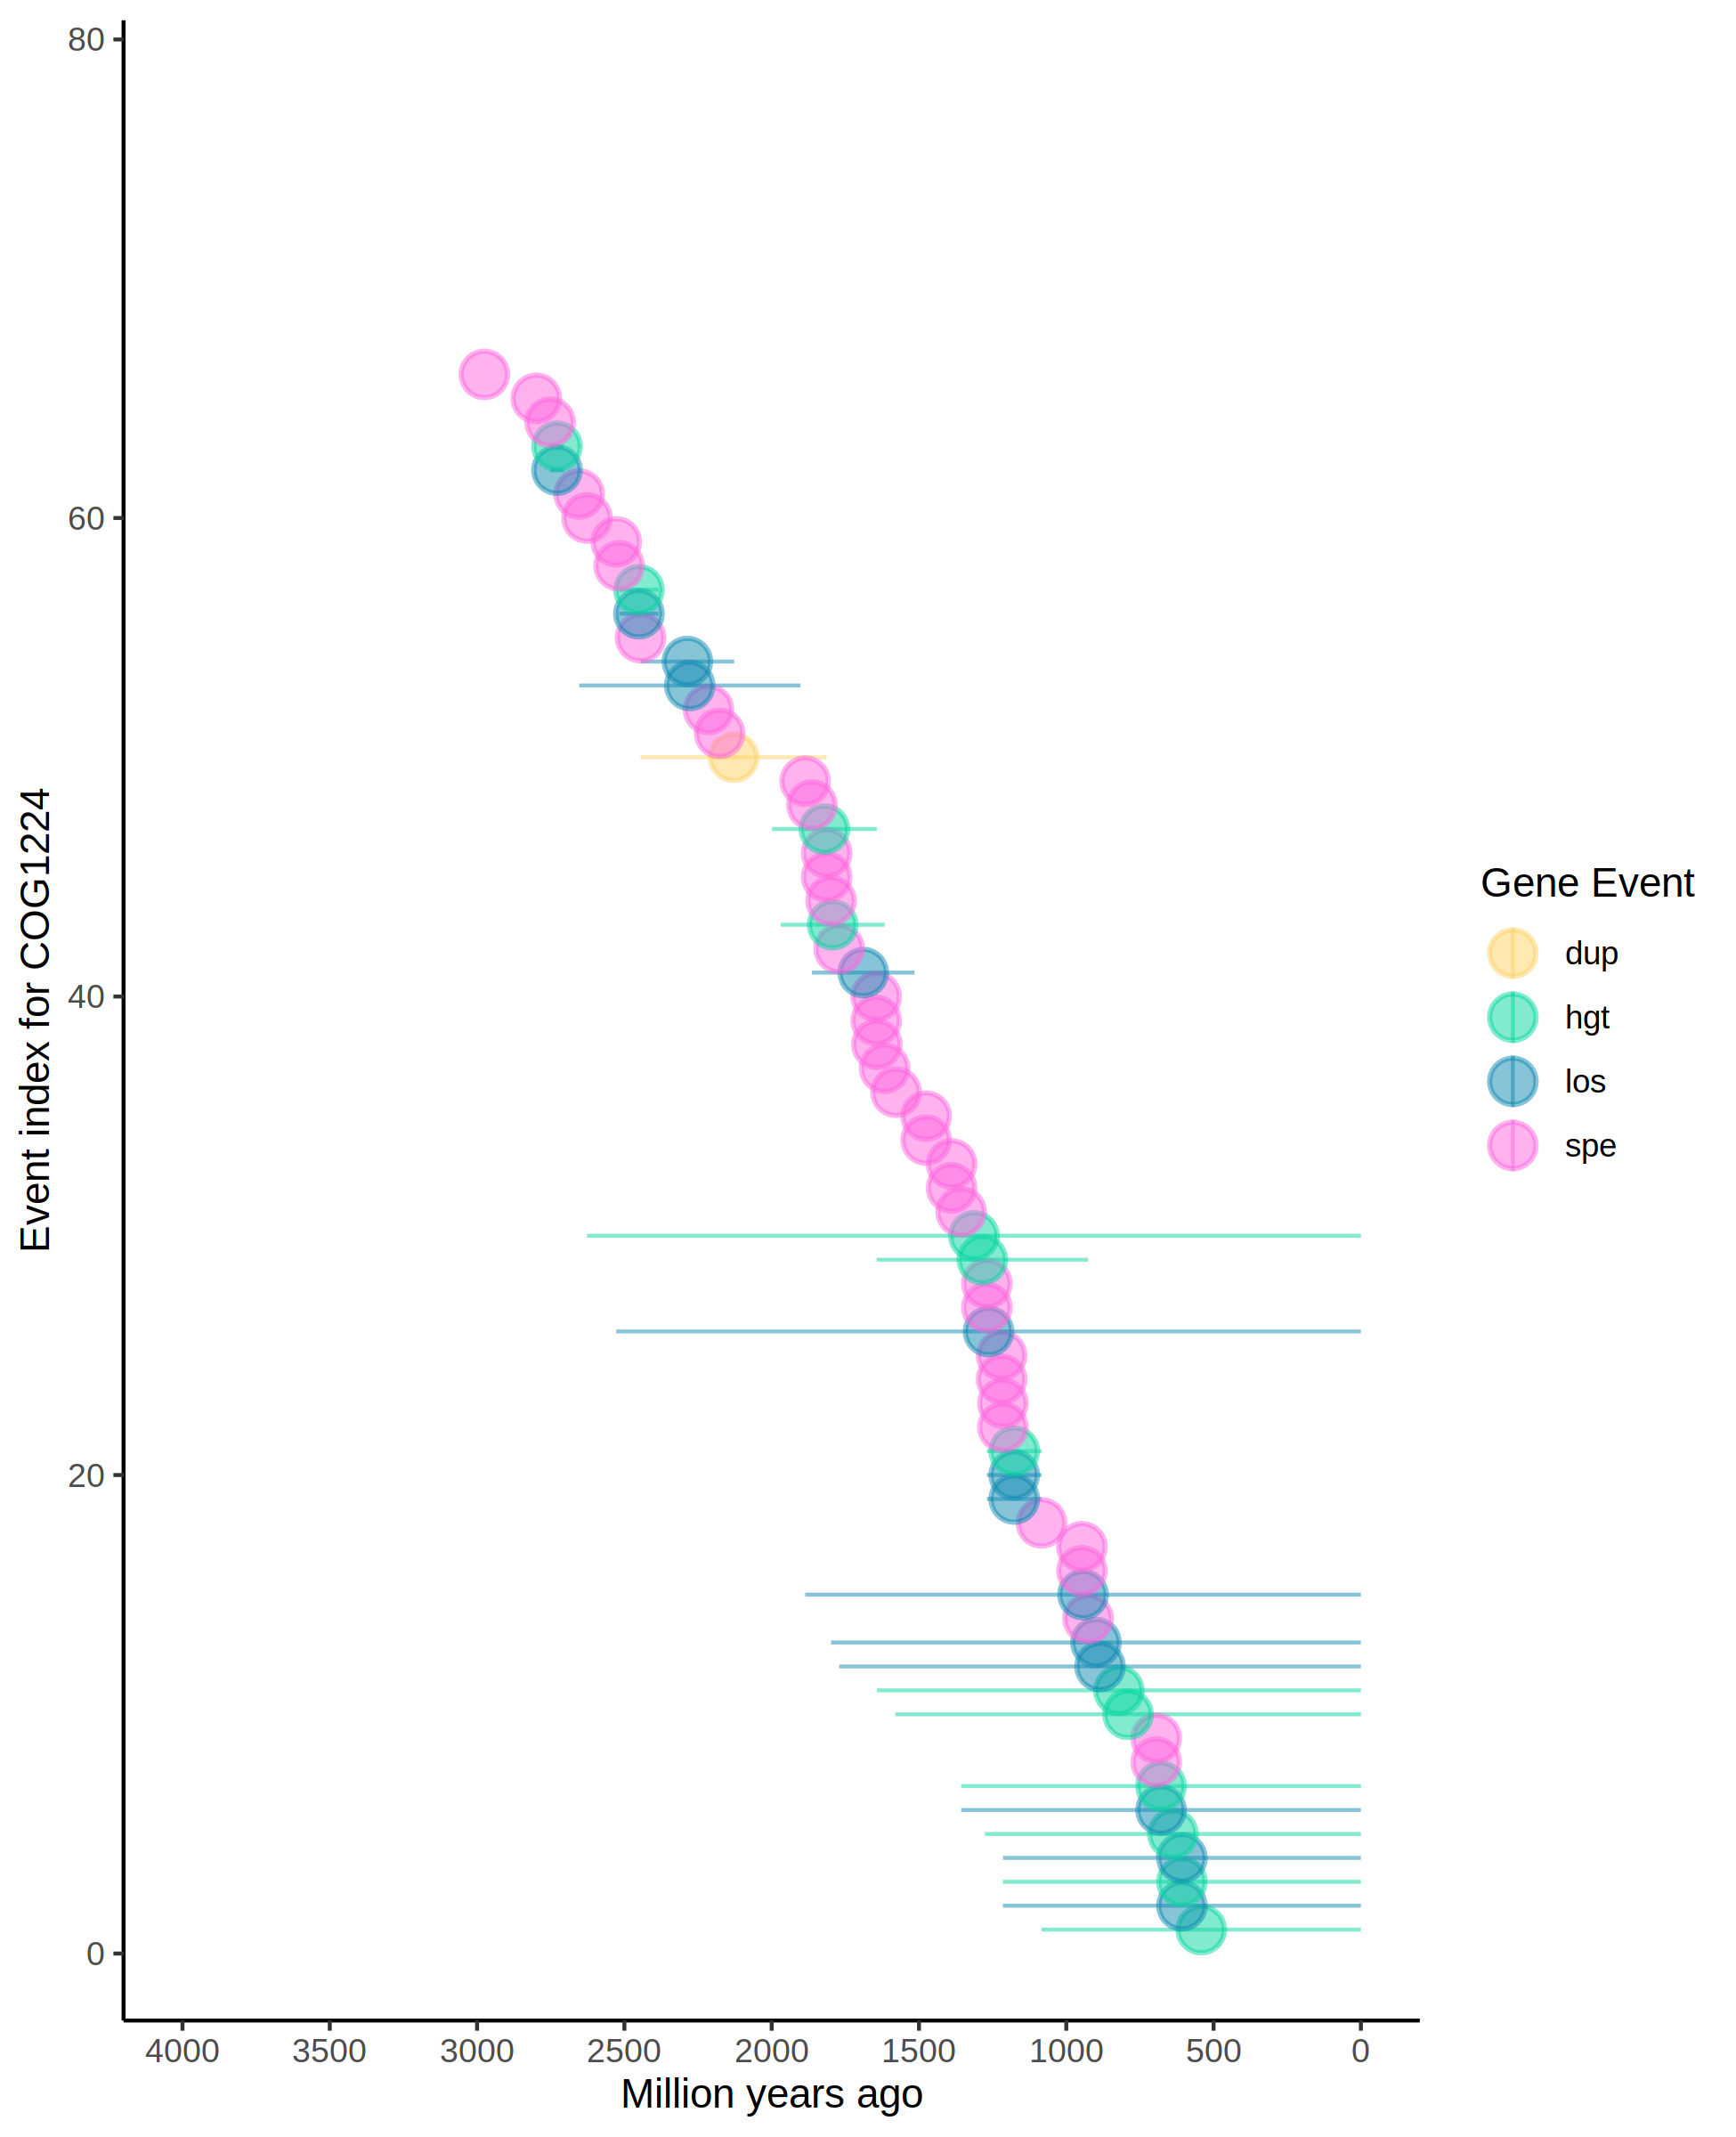 80
60
40
20
0
Event index for COG1224
4000 3500 3000 2500 2000 1500 1000 500 0
Million years ago
Gene Event
dup
hgt
los
spe